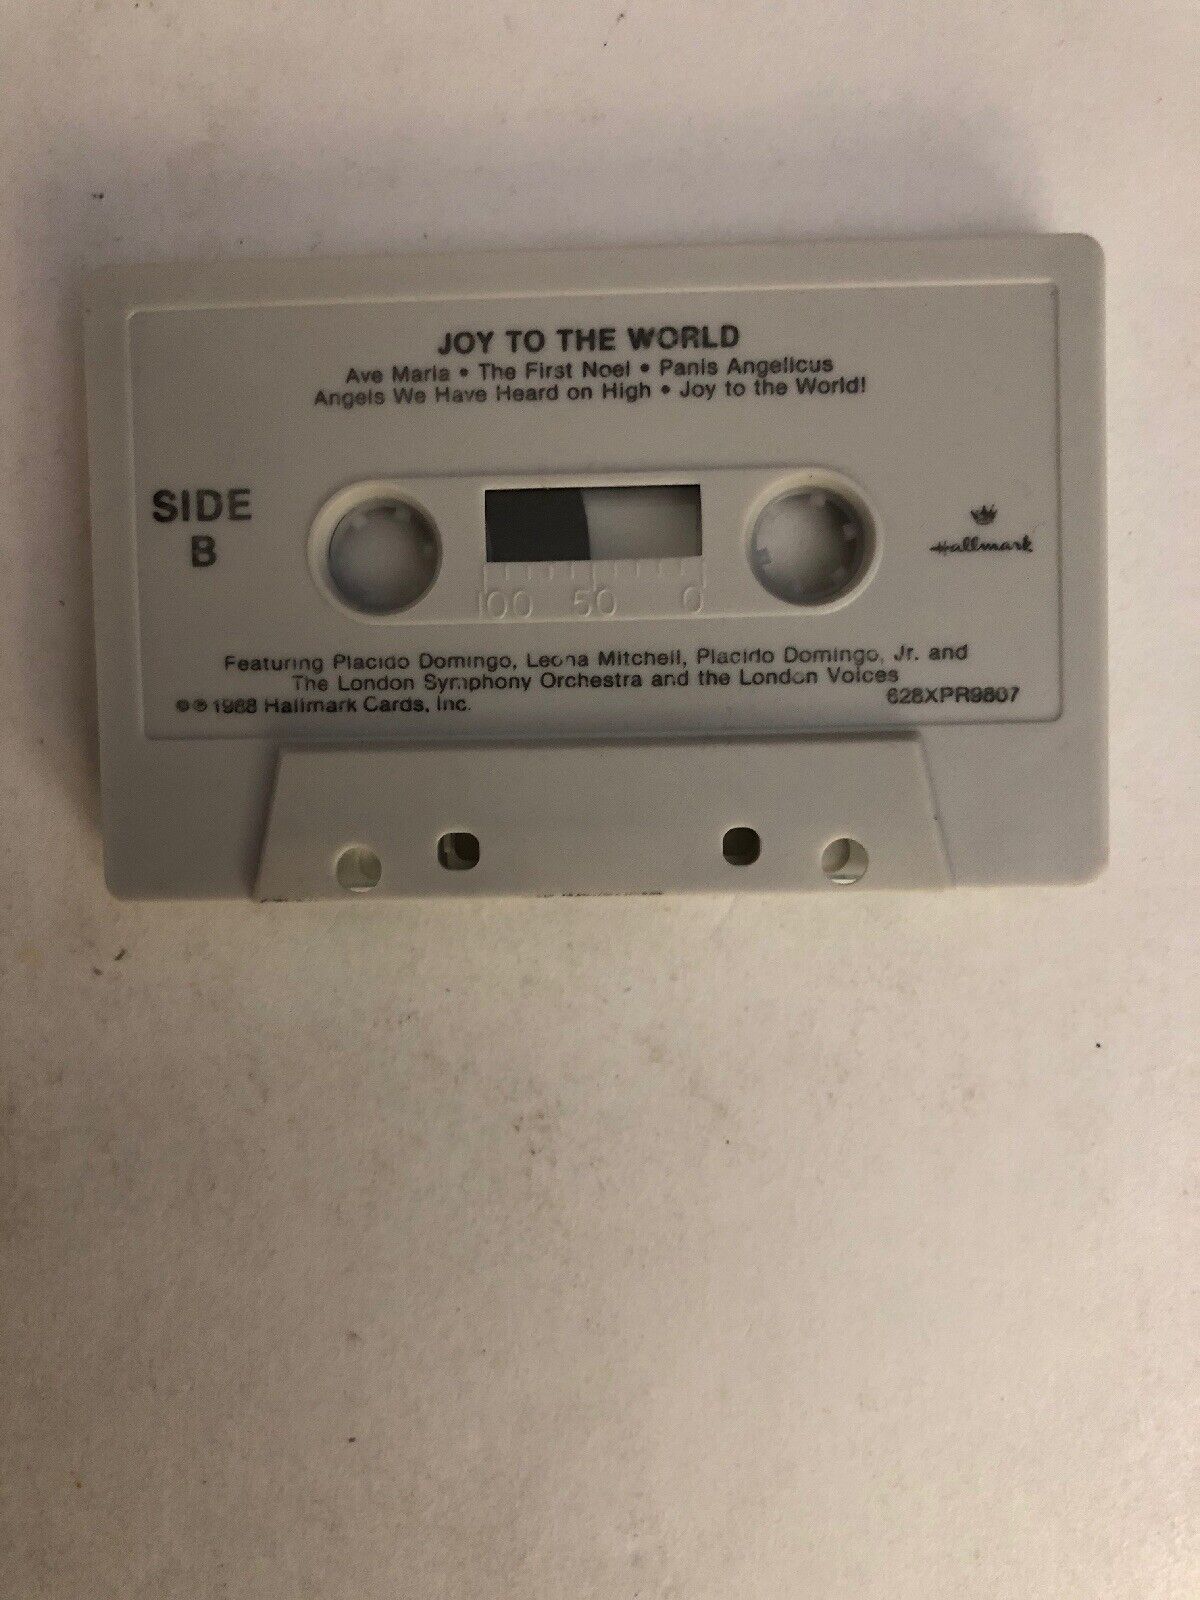 JOY TO THE WORLD
Ave Maria • The First Noel • Panis Angelicus
Angels We Have Heard on High • Joy to the World!
SIDE
B
Hallmark
100 50 0
Featuring Placido Domingo, Leona Mitchell, Placido Domingo, Jr. and
The London Symphony Orchestra and the London Voices
© ℗ 1988 Hallmark Cards, Inc.
628XPR9807